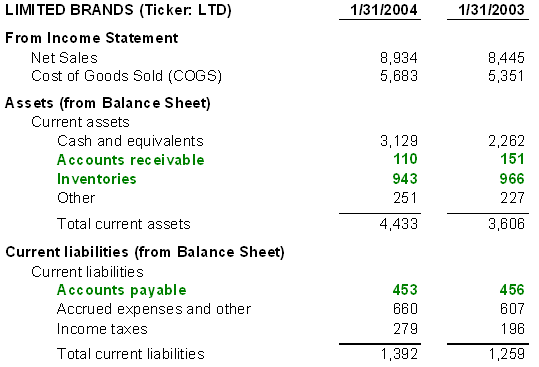 LIMITED BRANDS (Ticker: LTD) 1/31/2004 1/31/2003
From Income Statement
Net Sales 8,934 8,445
Cost of Goods Sold (COGS) 5,683 5,351
Assets (from Balance Sheet)
Current assets
Cash and equivalents 3,129 2,262
Accounts receivable 110 151
Inventories 943 966
Other 251 227
Total current assets 4,433 3,606
Current liabilities (from Balance Sheet)
Current liabilities
Accounts payable 453 456
Accrued expenses and other 660 607
Income taxes 279 196
Total current liabilities 1,392 1,259